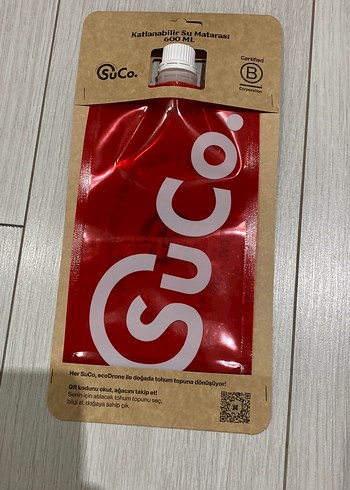 Katlanabilir Su Matarası
600 ML
SuCo.
Certified
B
Corporation
SuCo.
Her SuCo, ecoDrone ile doğada tohum topuna dönüşüyor!
QR kodunu okut, ağacını takip et!
Senin için atılacak tohum topunu seç,
bilgi al, doğaya sahip çık.